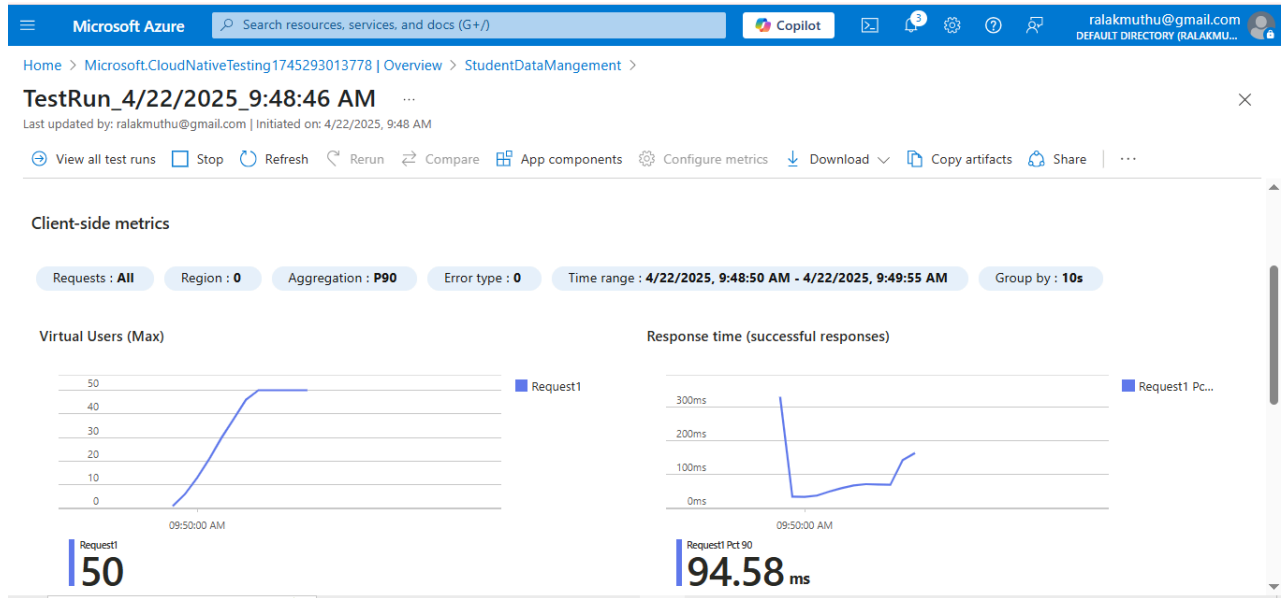 Microsoft Azure
Search resources, services, and docs (G+/)
Copilot
3
ralakmuthu@gmail.com
DEFAULT DIRECTORY (RALAKMU...
Home > Microsoft.CloudNativeTesting1745293013778 | Overview > StudentDataMangement >
TestRun_4/22/2025_9:48:46 AM ...
Last updated by: ralakmuthu@gmail.com | Initiated on: 4/22/2025, 9:48 AM
View all test runs Stop Refresh Rerun Compare App components Configure metrics Download Copy artifacts Share ...
Client-side metrics
Requests : All Region : 0 Aggregation : P90 Error type : 0 Time range : 4/22/2025, 9:48:50 AM - 4/22/2025, 9:49:55 AM Group by : 10s
Virtual Users (Max)
50
40
30
20
10
0
09:50:00 AM
Request1
Request1
50
Response time (successful responses)
300ms
200ms
100ms
0ms
09:50:00 AM
Request1 Pc...
Request1 Pct 90
94.58 ms